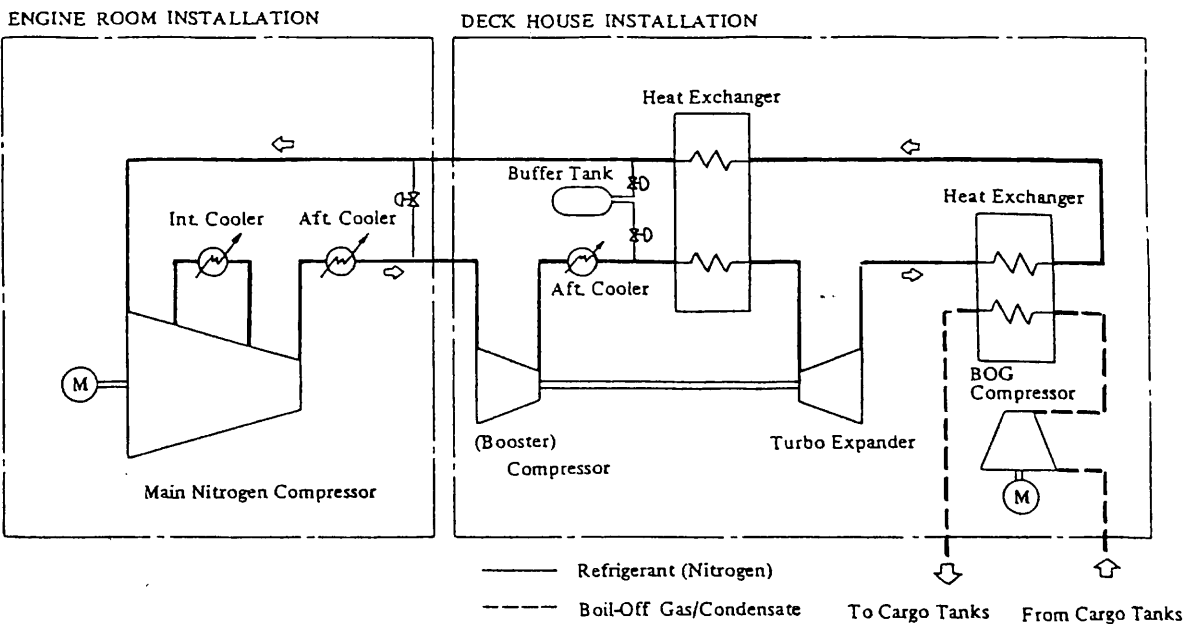 ENGINE ROOM INSTALLATION
DECK HOUSE INSTALLATION
Heat Exchanger
Buffer Tank
Heat Exchanger
Int. Cooler
Aft. Cooler
Aft. Cooler
M
BOG
Compressor
(Booster)
Compressor
Turbo Expander
Main Nitrogen Compressor
M
Refrigerant (Nitrogen)
Boil-Off Gas/Condensate
To Cargo Tanks
From Cargo Tanks